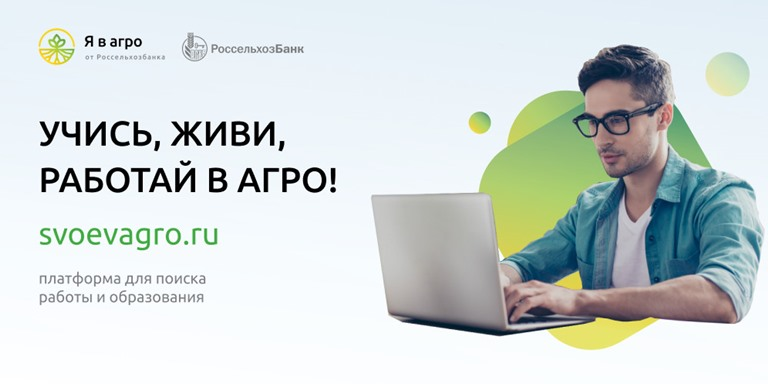 Я в агро
от Россельхозбанка
РоссельхозБанк
УЧИСЬ, ЖИВИ,
РАБОТАЙ В АГРО!
svoevagro.ru
платформа для поиска
работы и образования